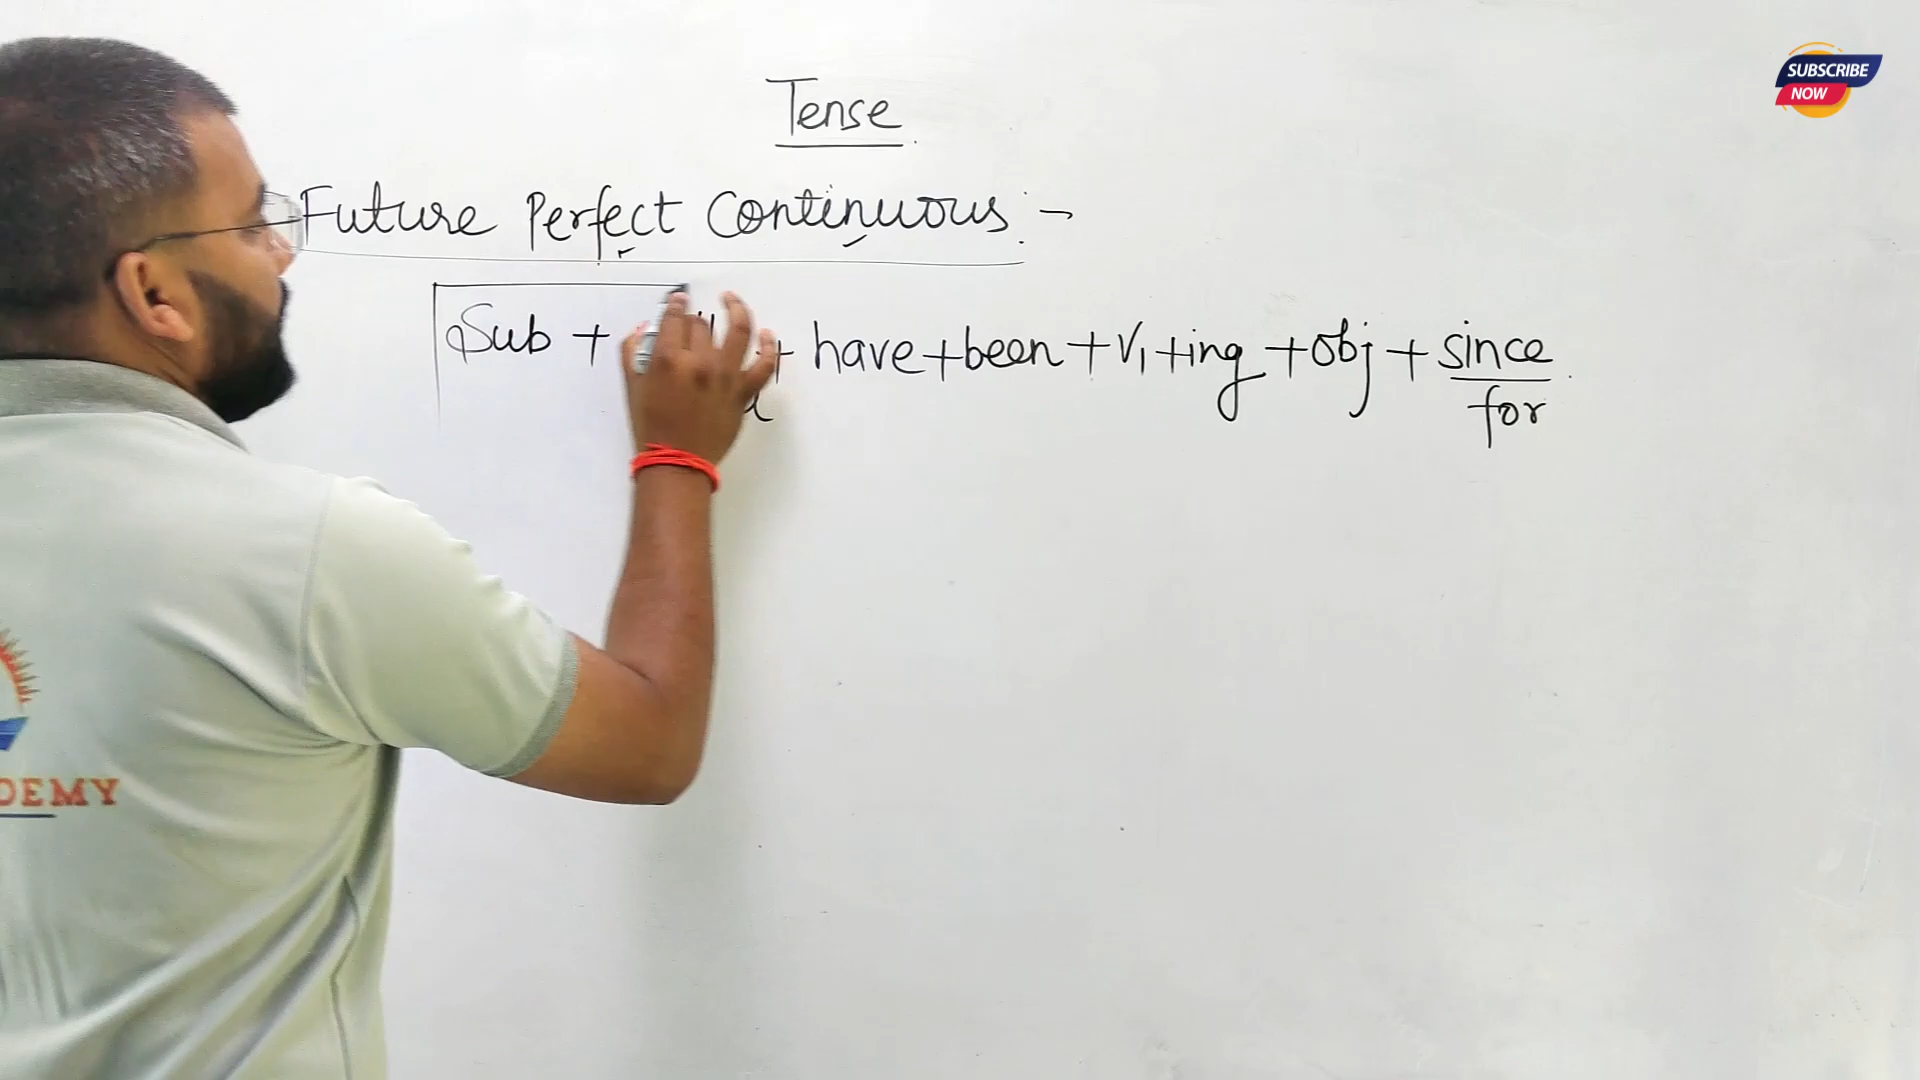 Tense
Future Perfect Continuous :-
Sub + + have + been + V1 + ing + obj + since
for
SUBSCRIBE
NOW
DEMY